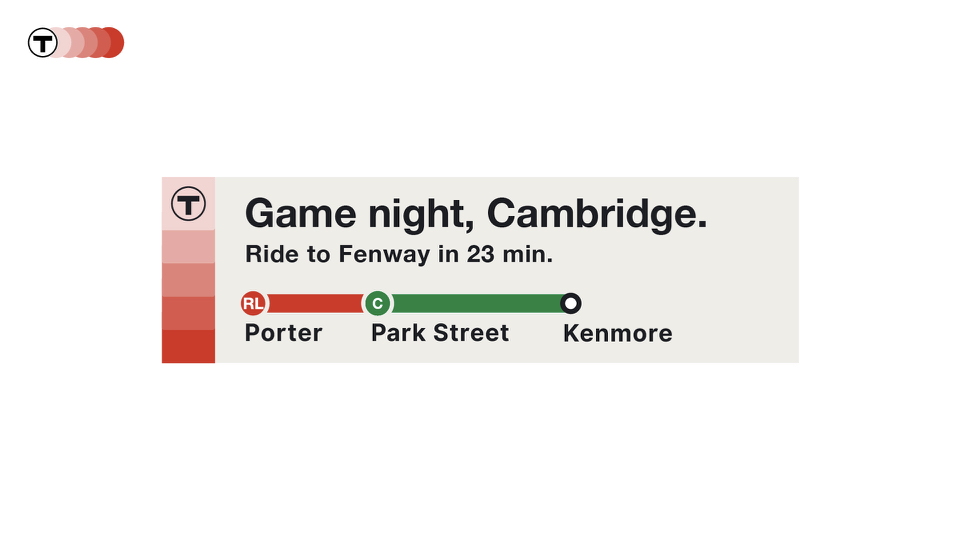 T
T
Game night, Cambridge.
Ride to Fenway in 23 min.
RL C
Porter Park Street Kenmore